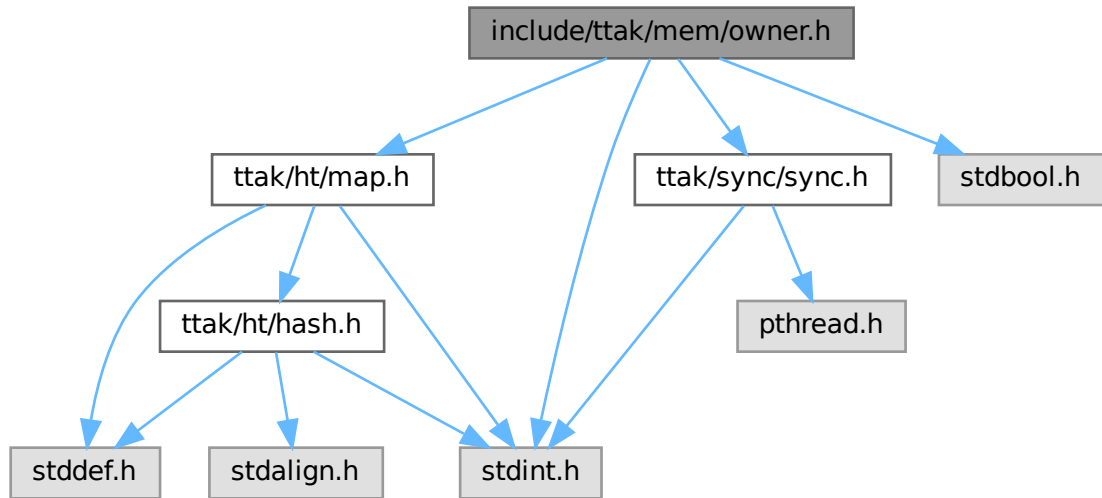 include/ttak/mem/owner.h
ttak/ht/map.h
ttak/sync/sync.h
stdbool.h
ttak/ht/hash.h
pthread.h
stddef.h
stdalign.h
stdint.h